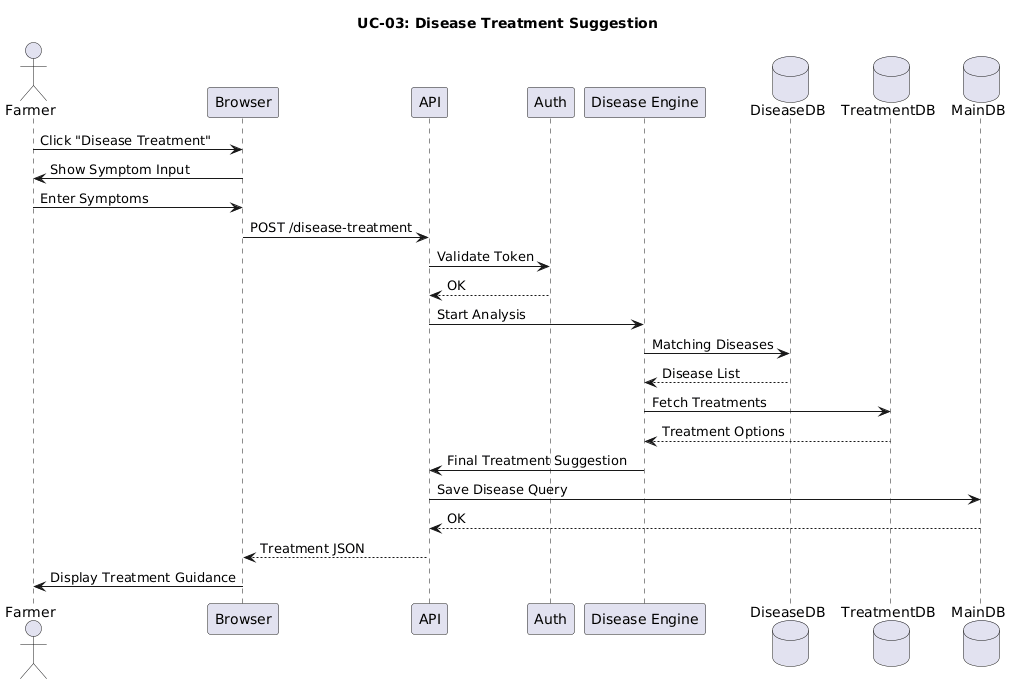 UC-03: Disease Treatment Suggestion
Farmer
Browser
API
Auth
Disease Engine
DiseaseDB
TreatmentDB
MainDB
Click "Disease Treatment"
Show Symptom Input
Enter Symptoms
POST /disease-treatment
Validate Token
OK
Start Analysis
Matching Diseases
Disease List
Fetch Treatments
Treatment Options
Final Treatment Suggestion
Save Disease Query
OK
Treatment JSON
Display Treatment Guidance
Farmer
Browser
API
Auth
Disease Engine
DiseaseDB
TreatmentDB
MainDB